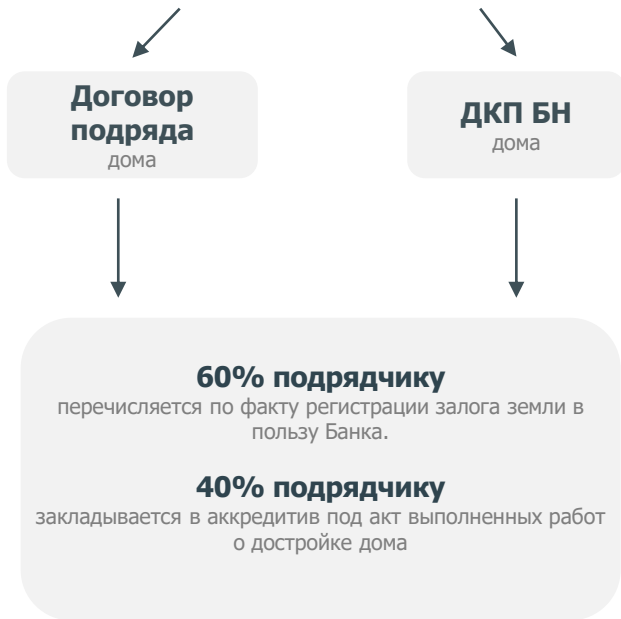 Договор
подряда
дома
ДКП БН
дома
60% подрядчику
перечисляется по факту регистрации залога земли в
пользу Банка.
40% подрядчику
закладывается в аккредитив под акт выполненных работ
о достройке дома